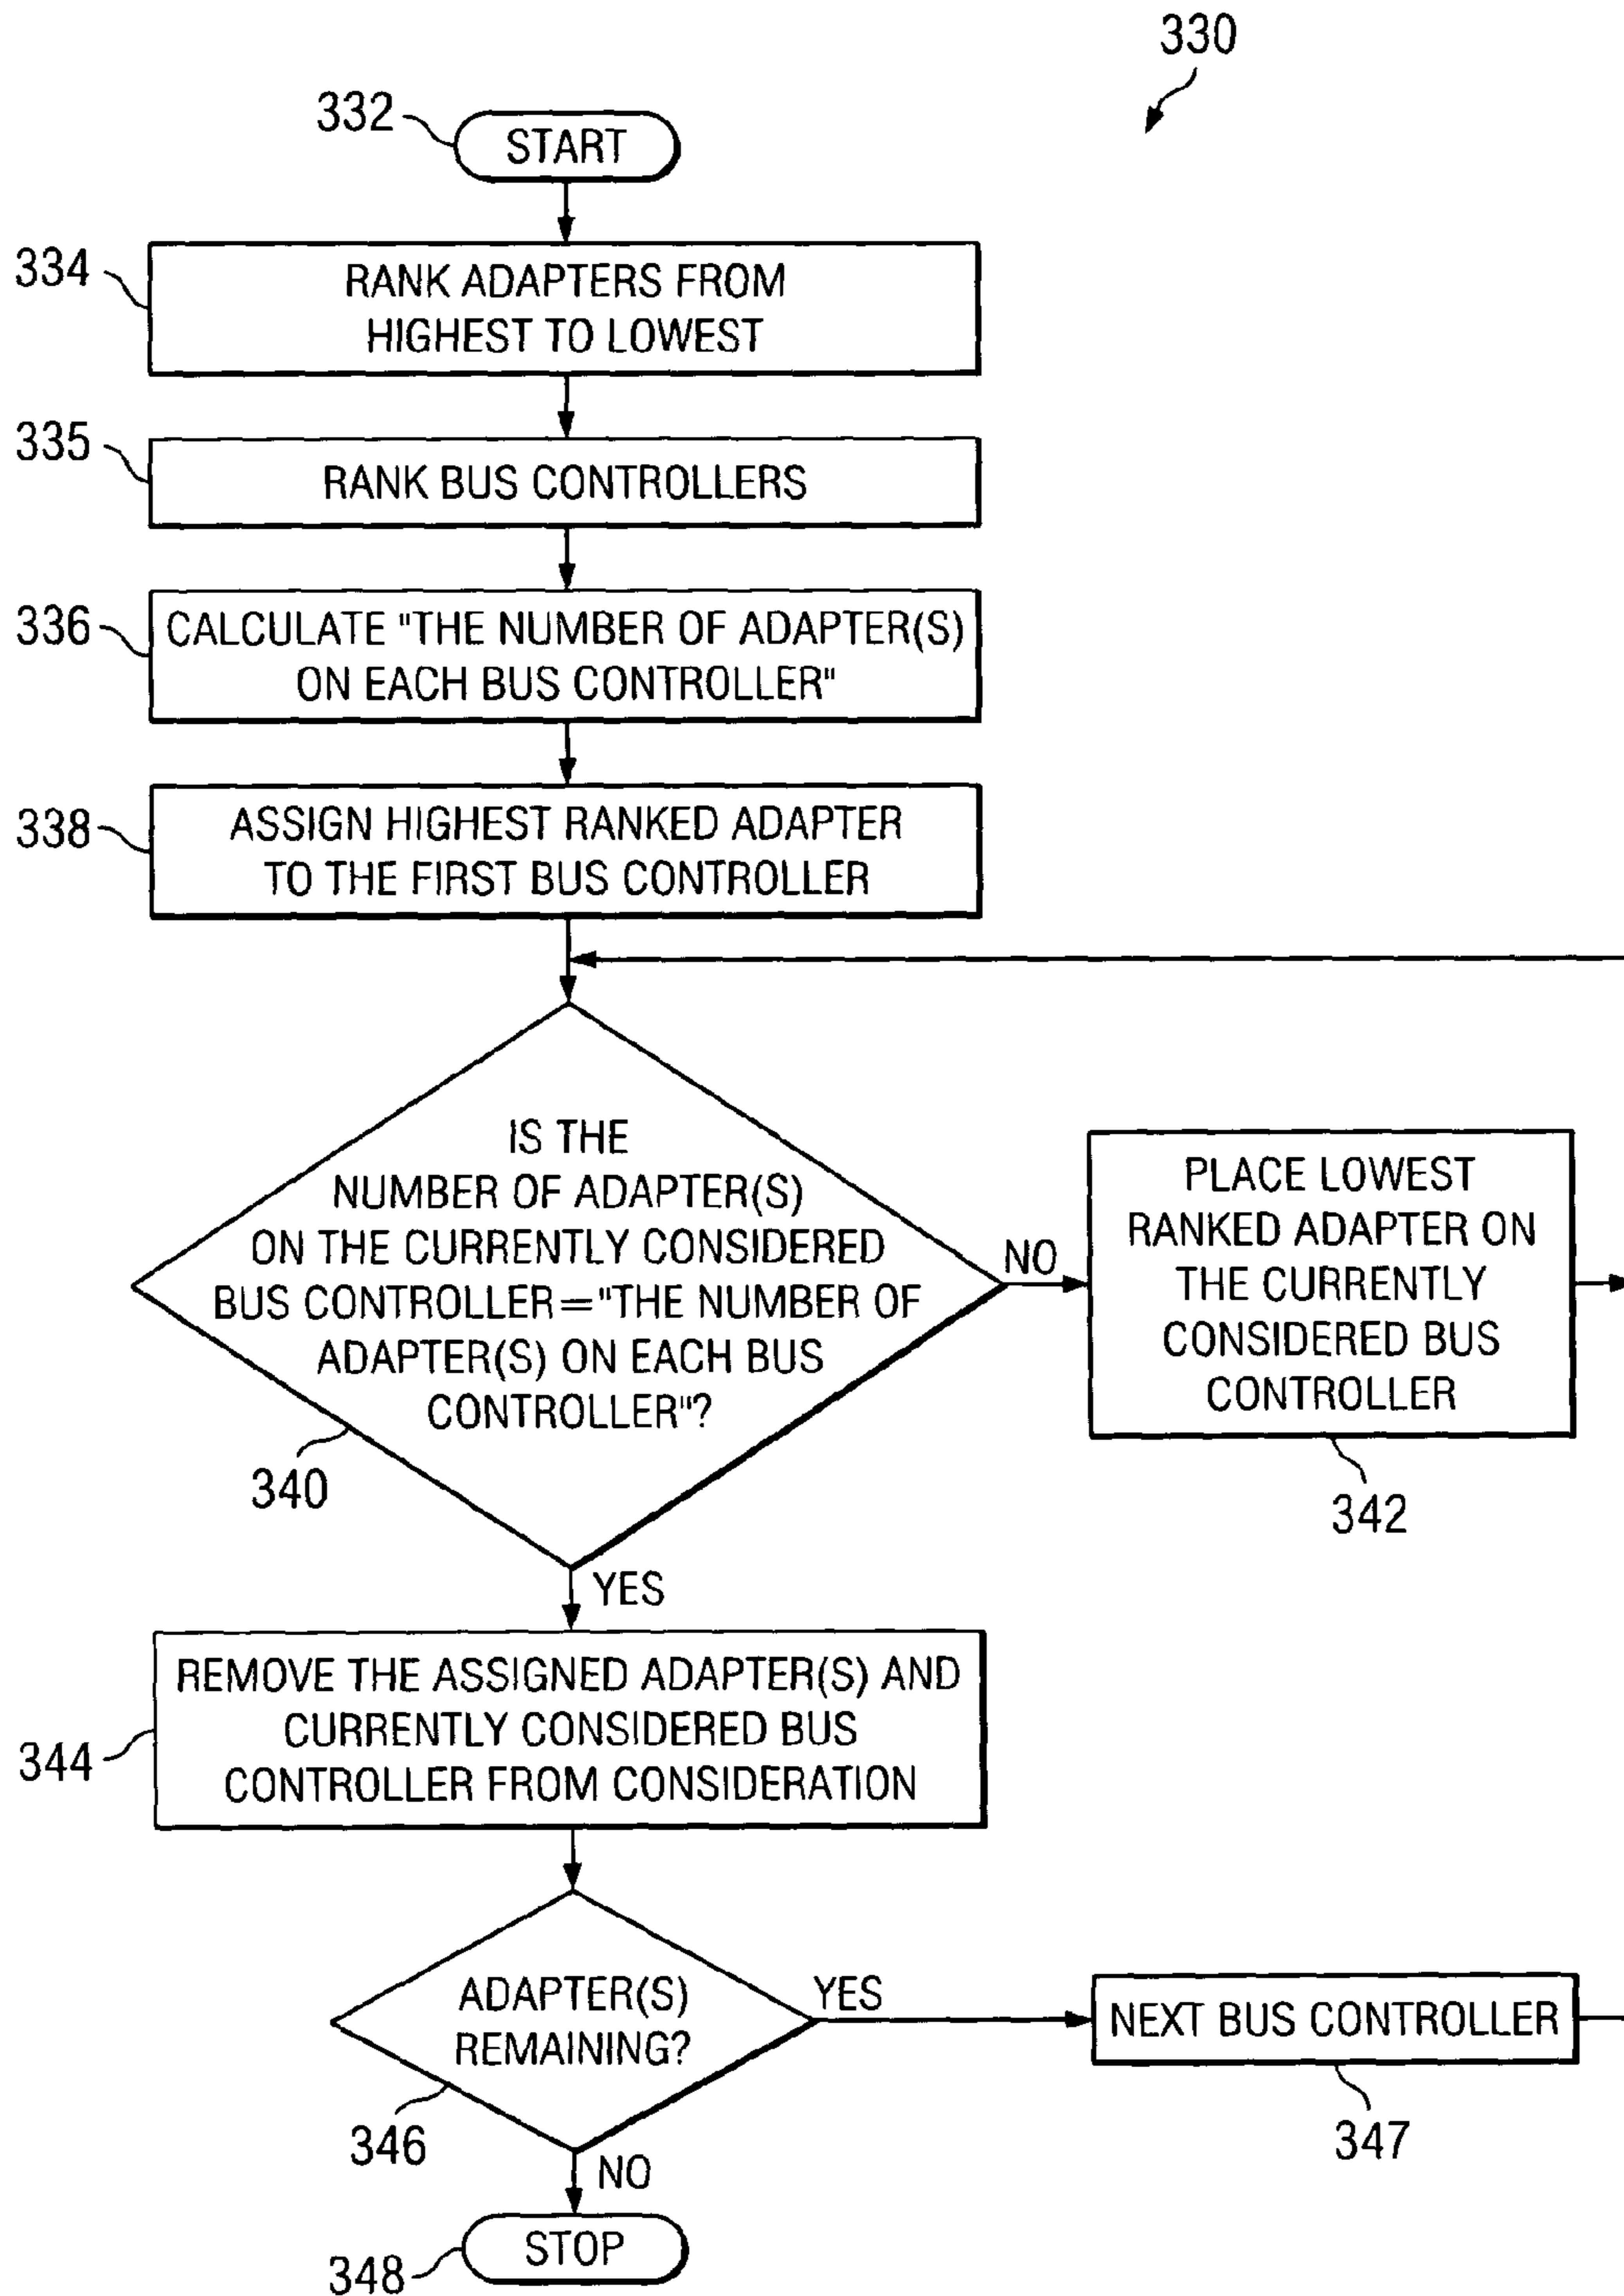 330
332
START
334
RANK ADAPTERS FROM
HIGHEST TO LOWEST
335
RANK BUS CONTROLLERS
336
CALCULATE "THE NUMBER OF ADAPTER(S)
ON EACH BUS CONTROLLER"
338
ASSIGN HIGHEST RANKED ADAPTER
TO THE FIRST BUS CONTROLLER
IS THE
NUMBER OF ADAPTER(S)
ON THE CURRENTLY CONSIDERED
BUS CONTROLLER="THE NUMBER OF
ADAPTER(S) ON EACH BUS
CONTROLLER"?
340
NO
PLACE LOWEST
RANKED ADAPTER ON
THE CURRENTLY
CONSIDERED BUS
CONTROLLER
342
YES
344
REMOVE THE ASSIGNED ADAPTER(S) AND
CURRENTLY CONSIDERED BUS
CONTROLLER FROM CONSIDERATION
ADAPTER(S)
REMAINING?
346
YES
NEXT BUS CONTROLLER
347
NO
STOP
348